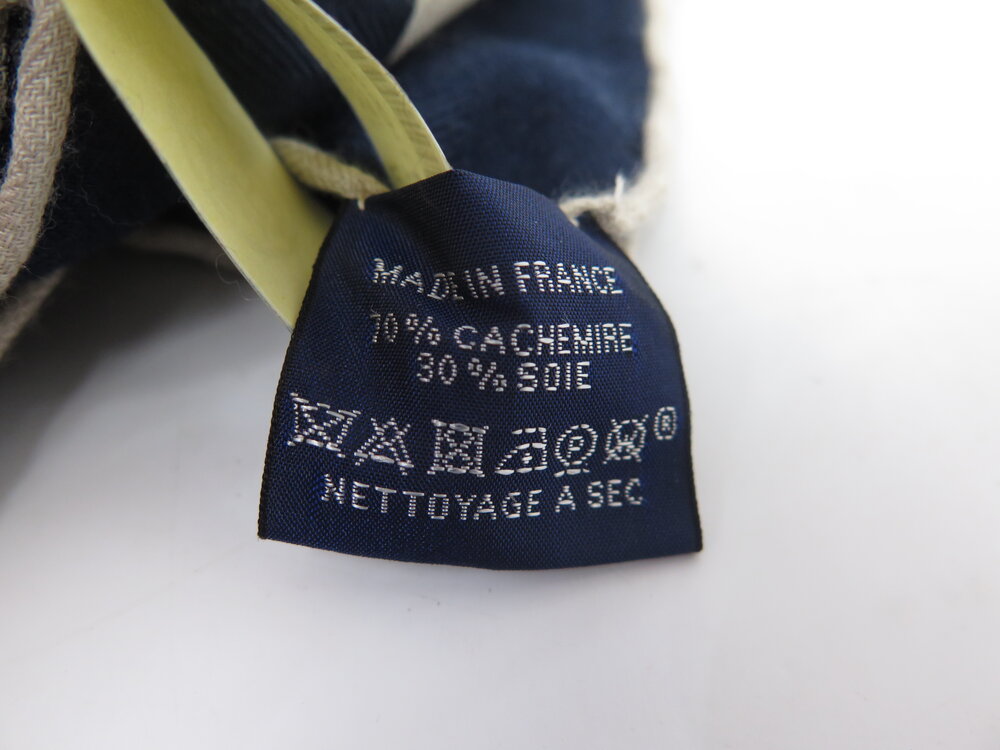 MADE IN FRANCE
70% CACHEMIRE
30% SOIE
P W ®
NETTOYAGE A SEC